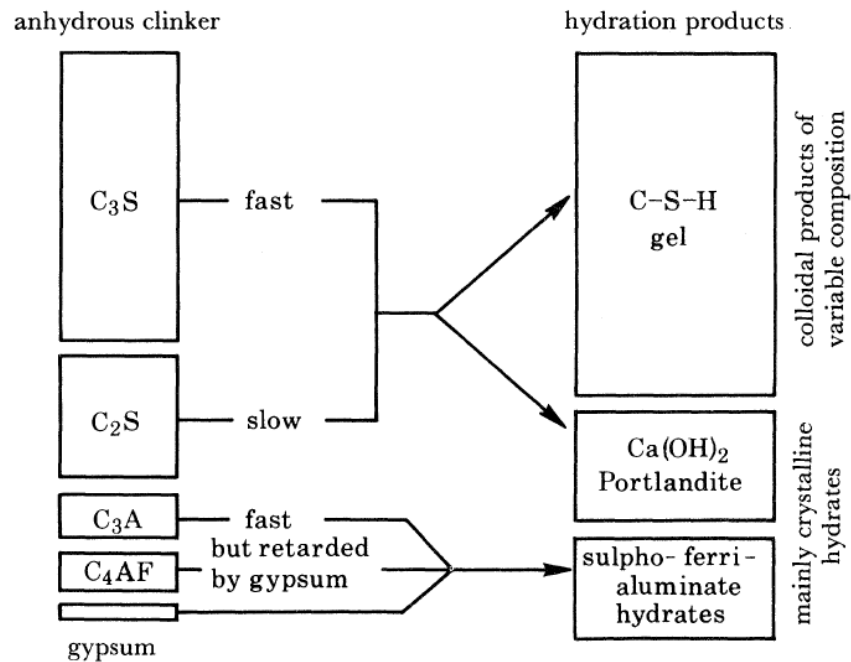 anhydrous clinker
hydration products
C₃S
fast
C-S-H
gel
colloidal products of
variable composition
C₂S
slow
Ca(OH)₂
Portlandite
C₃A
fast
but retarded
by gypsum
C₄AF
sulpho-ferri-
aluminate
hydrates
mainly crystalline
hydrates
gypsum